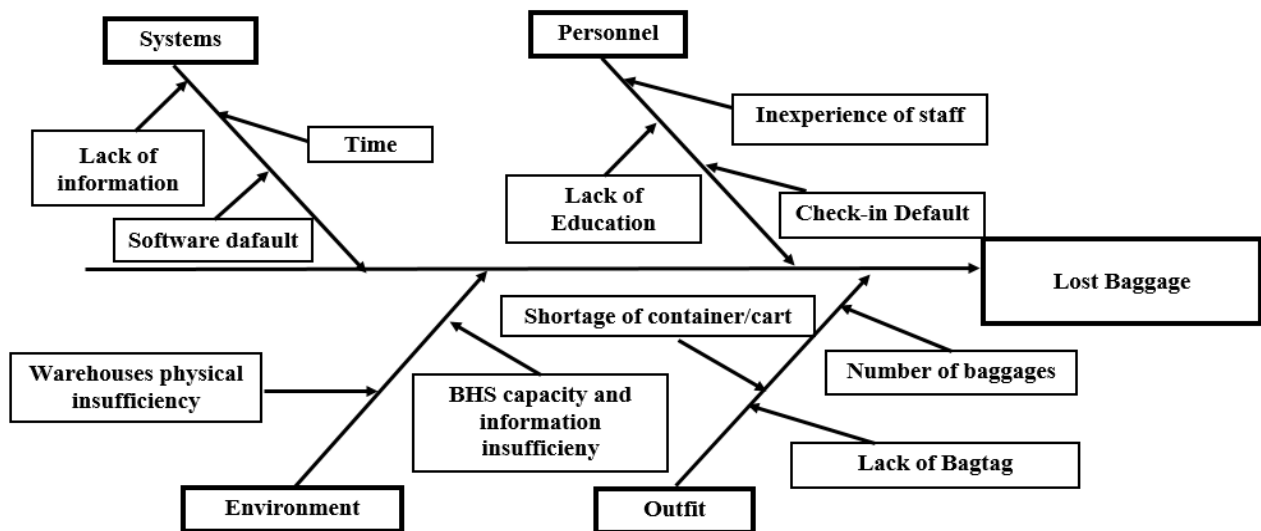 Systems
Personnel
Inexperience of staff
Time
Lack of
information
Lack of
Education
Check-in Default
Software dafault
Lost Baggage
Shortage of container/cart
Warehouses physical
insufficiency
Number of baggages
BHS capacity and
information
insufficieny
Lack of Bagtag
Environment
Outfit